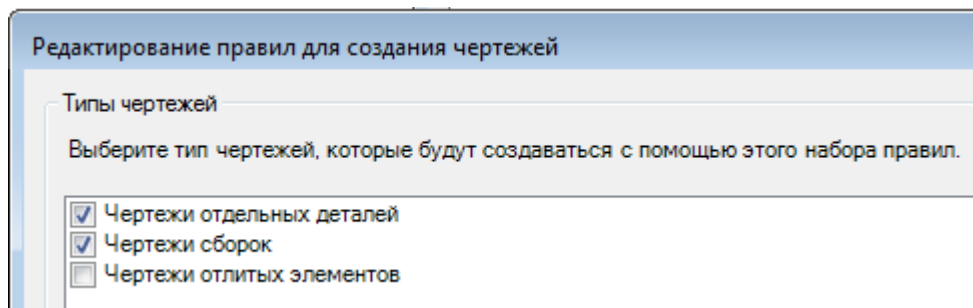 Редактирование правил для создания чертежей
Типы чертежей
Выберите тип чертежей, которые будут создаваться с помощью этого набора правил.
Чертежи отдельных деталей
Чертежи сборок
Чертежи отлитых элементов